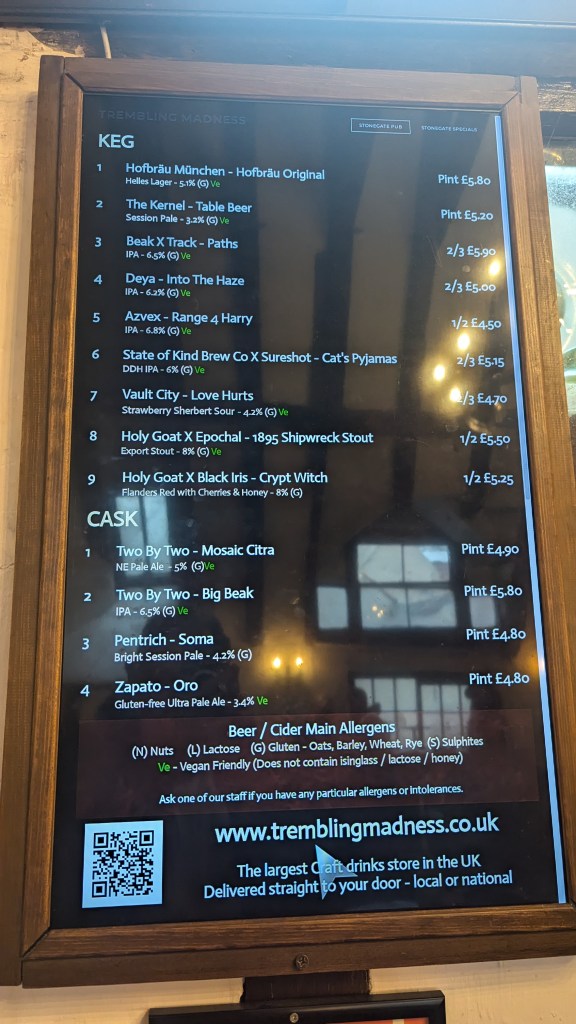 TREMBLING MADNESS
STONEGATE PUB STONEGATE SPECIALS
KEG
1 Hofbräu München - Hofbräu Original Pint £5.80
Helles Lager - 5.1% (G) Ve
2 The Kernel - Table Beer Pint £5.20
Session Pale - 3.2% (G) Ve
3 Beak X Track - Paths 2/3 £5.90
IPA - 6.5% (G) Ve
4 Deya - Into The Haze 2/3 £5.00
IPA - 6.2% (G) Ve
5 Azvex - Range 4 Harry 1/2 £4.50
IPA - 6.8% (G) Ve
6 State of Kind Brew Co X Sureshot - Cat's Pyjamas 2/3 £5.15
DDH IPA - 6% (G) Ve
7 Vault City - Love Hurts 2/3 £4.70
Strawberry Sherbert Sour - 4.2% (G) Ve
8 Holy Goat X Epochal - 1895 Shipwreck Stout 1/2 £5.50
Export Stout - 8% (G) Ve
9 Holy Goat X Black Iris - Crypt Witch 1/2 £5.25
Flanders Red with Cherries & Honey - 8% (G)
CASK
1 Two By Two - Mosaic Citra Pint £4.90
NE Pale Ale - 5% (G)Ve
2 Two By Two - Big Beak Pint £5.80
IPA - 6.5% (G) Ve
3 Pentrich - Soma Pint £4.80
Bright Session Pale - 4.2% (G)
4 Zapato - Oro Pint £4.80
Gluten-free Ultra Pale Ale - 3.4% Ve
Beer / Cider Main Allergens
(N) Nuts (L) Lactose (G) Gluten - Oats, Barley, Wheat, Rye (S) Sulphites
Ve - Vegan Friendly (Does not contain isinglass / lactose / honey)
Ask one of our staff if you have any particular allergens or intolerances.
www.tremblingmadness.co.uk
The largest Craft drinks store in the UK
Delivered straight to your door - local or national